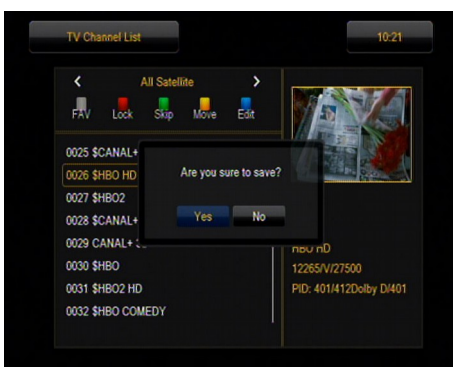 TV Channel List
10:21
All Satellite
FAV Lock Skip Move Edit
0025 $CANAL+
0026 $HBO HD
0027 $HBO2
0028 $CANAL+
0029 CANAL+
0030 $HBO
0031 $HBO2 HD
0032 $HBO COMEDY
Are you sure to save?
Yes No
HBO HD
12265/V/27500
PID: 401/412Dolby D/401